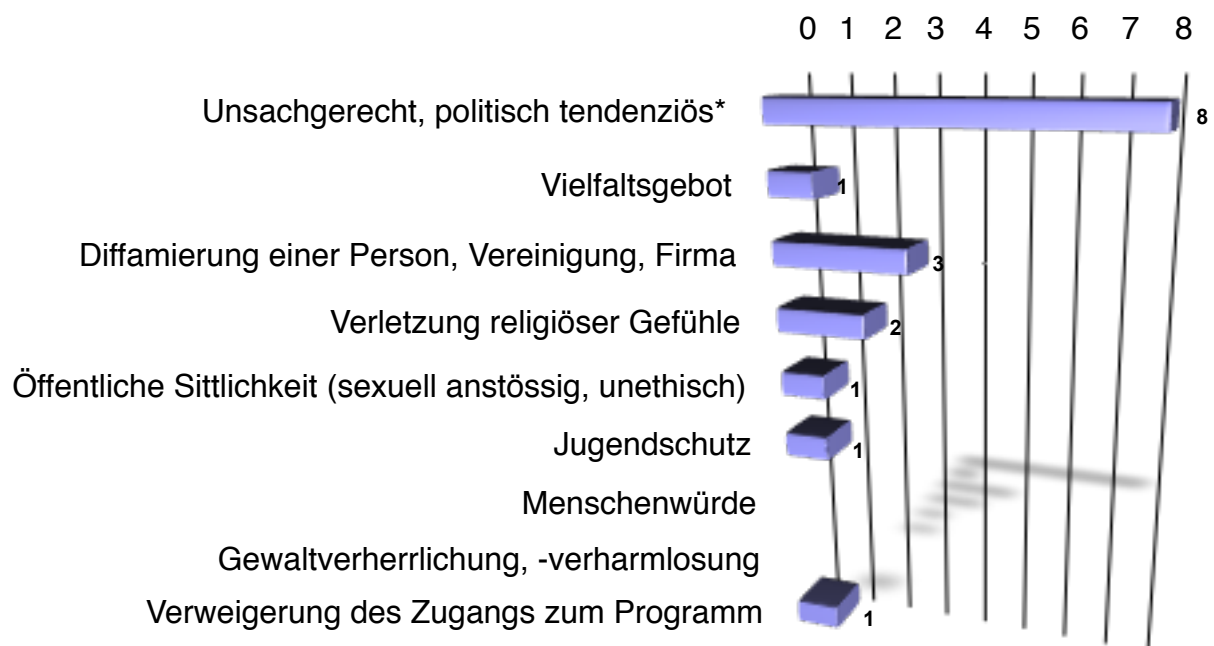 0 1 2 3 4 5 6 7 8
Unsachgerecht, politisch tendenziös* 8
Vielfaltsgebot 1
Diffamierung einer Person, Vereinigung, Firma 3
Verletzung religiöser Gefühle 2
Öffentliche Sittlichkeit (sexuell anstössig, unethisch) 1
Jugendschutz 1
Menschenwürde
Gewaltverherrlichung, -verharmlosung
Verweigerung des Zugangs zum Programm 1